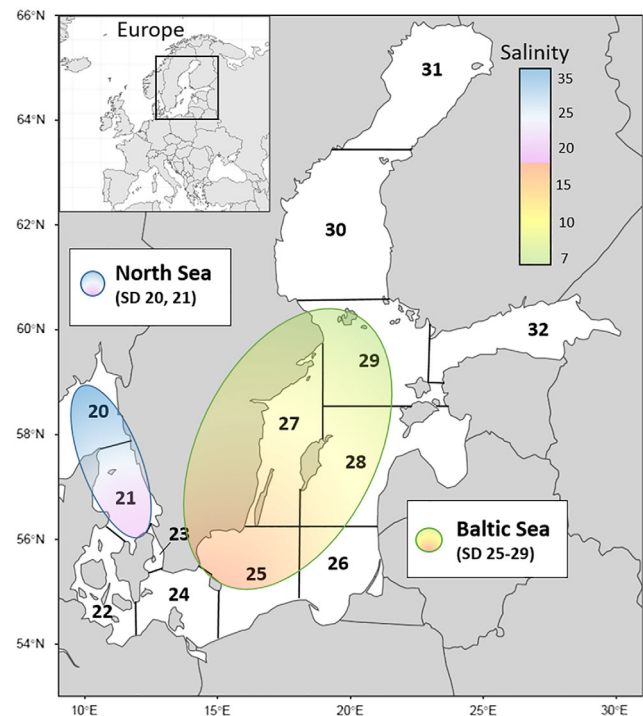 66°N
Europe
Salinity
31
35
64°N
25
20
15
62°N
30
10
7
North Sea
(SD 20, 21)
60°N
32
29
20
58°N
27
28
21
56°N
23
Baltic Sea
(SD 25-29)
26
25
24
22
54°N
10°E
15°E
20°E
25°E
30°E